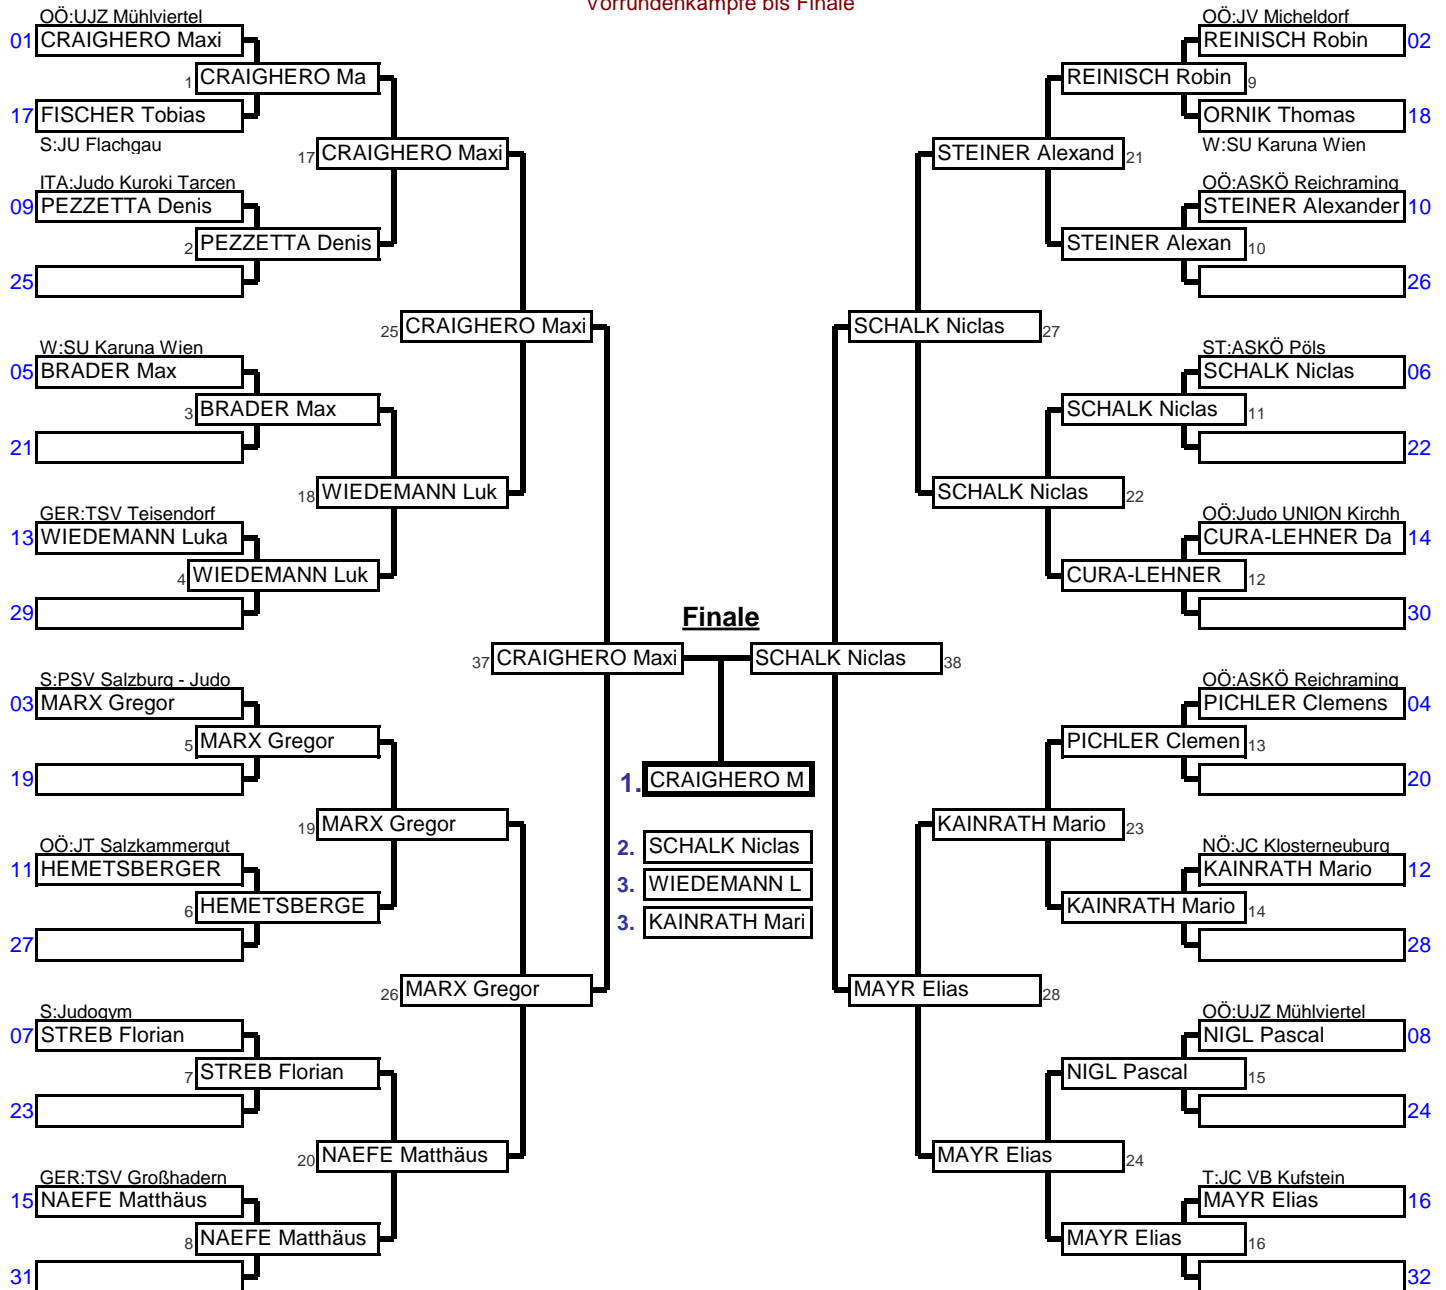 Vorrundenkämpfe bis Finale
OÖ:UJZ Mühlviertel
01 CRAIGHERO Maxi
1 CRAIGHERO Ma
17 FISCHER Tobias
S:JU Flachgau
17 CRAIGHERO Maxi
ITA:Judo Kuroki Tarcen
09 PEZZETTA Denis
2 PEZZETTA Denis
25
25 CRAIGHERO Maxi
W:SU Karuna Wien
05 BRADER Max
3 BRADER Max
21
18 WIEDEMANN Luk
GER:TSV Teisendorf
13 WIEDEMANN Luka
4 WIEDEMANN Luk
29
37 CRAIGHERO Maxi
S:PSV Salzburg - Judo
03 MARX Gregor
5 MARX Gregor
19
19 MARX Gregor
OÖ:JT Salzkammergut
11 HEMETSBERGER
6 HEMETSBERGE
27
26 MARX Gregor
S:Judogym
07 STREB Florian
7 STREB Florian
23
20 NAEFE Matthäus
GER:TSV Großhadern
15 NAEFE Matthäus
8 NAEFE Matthäus
31
Finale
1. CRAIGHERO M
2. SCHALK Niclas
3. WIEDEMANN L
3. KAINRATH Mari
OÖ:JV Micheldorf
REINISCH Robin 02
REINISCH Robin 9
ORNIK Thomas 18
W:SU Karuna Wien
STEINER Alexand 21
OÖ:ASKÖ Reichraming
STEINER Alexander 10
STEINER Alexan 10
26
SCHALK Niclas 27
ST:ASKÖ Pöls
SCHALK Niclas 06
SCHALK Niclas 11
22
SCHALK Niclas 22
OÖ:Judo UNION Kirchh
CURA-LEHNER Da 14
CURA-LEHNER 12
30
SCHALK Niclas 38
OÖ:ASKÖ Reichraming
PICHLER Clemens 04
PICHLER Clemen 13
20
KAINRATH Mario 23
NÖ:JC Klosterneuburg
KAINRATH Mario 12
KAINRATH Mario 14
28
MAYR Elias 28
OÖ:UJZ Mühlviertel
NIGL Pascal 08
NIGL Pascal 15
24
MAYR Elias 24
T:JC VB Kufstein
MAYR Elias 16
MAYR Elias 16
32